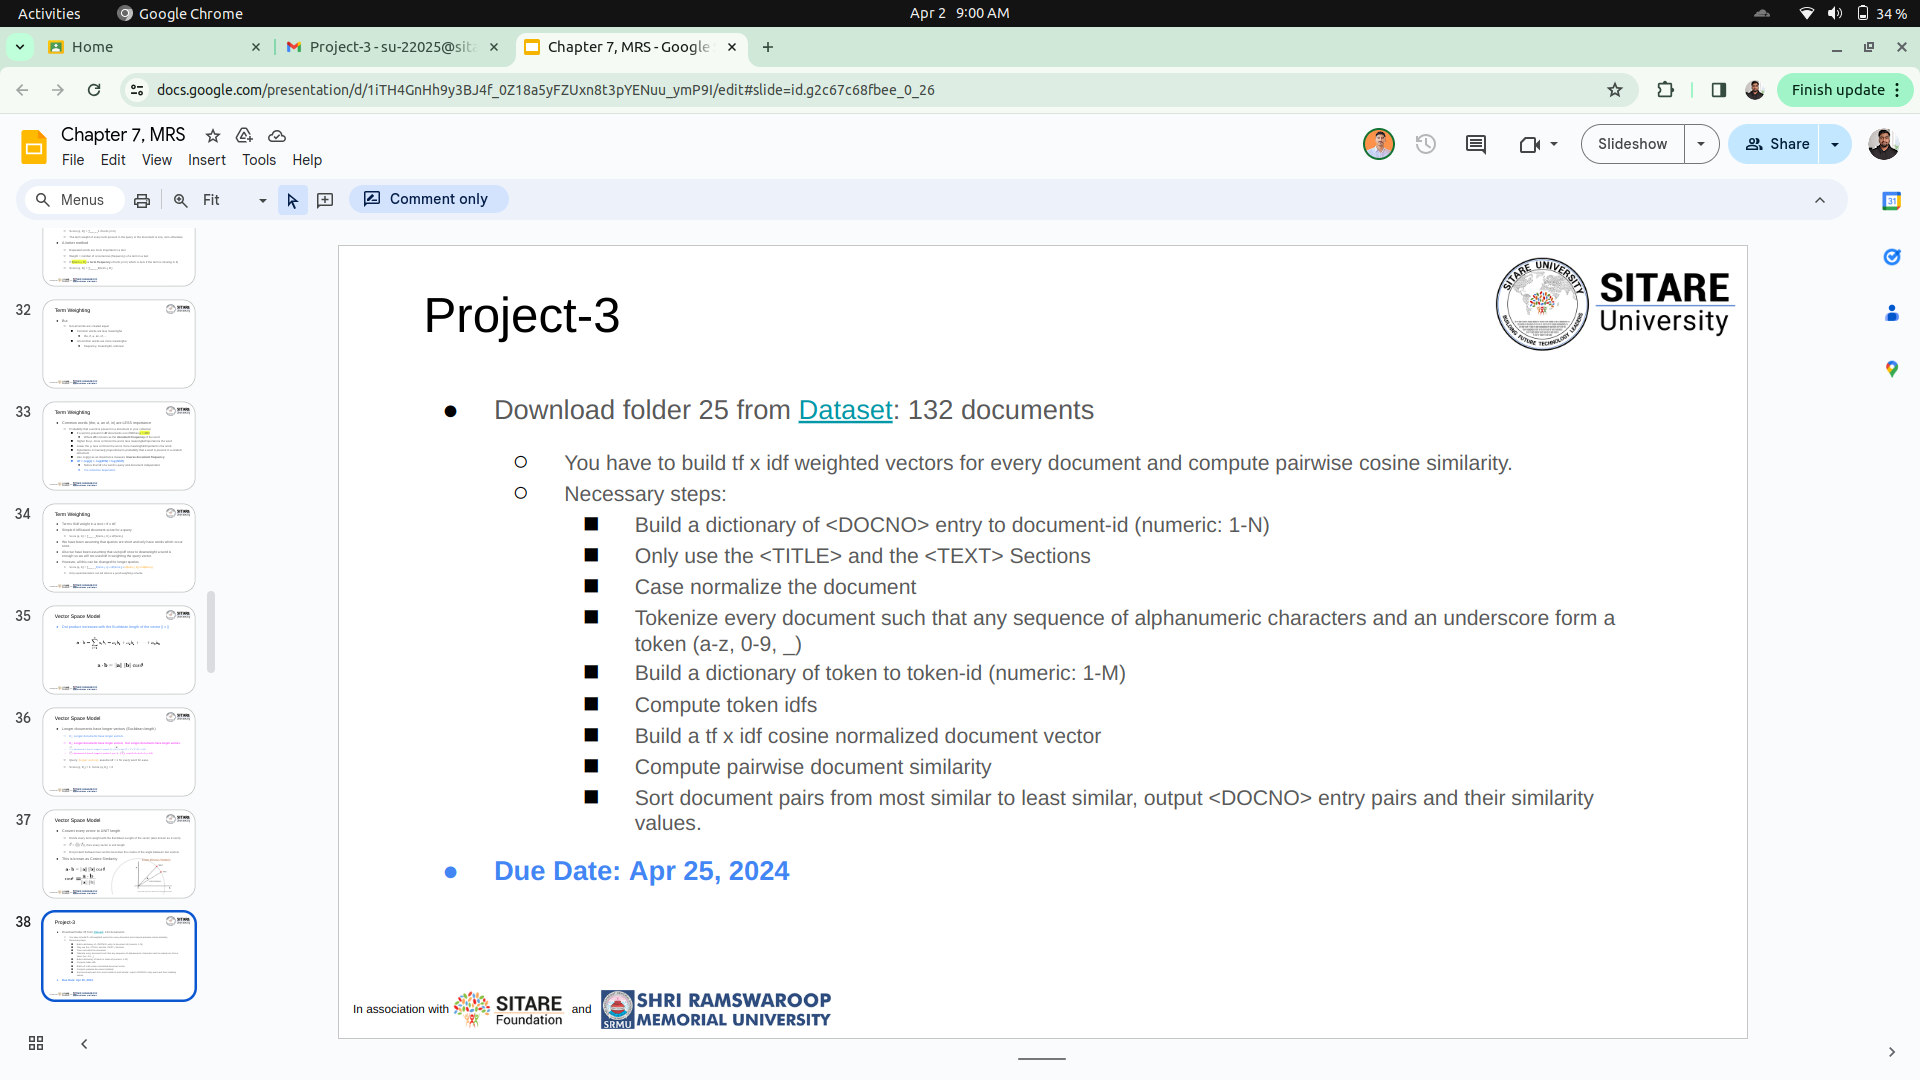 Activities
Google Chrome
Apr 2 9:00 AM
34 %
Home
Project-3 - su-22025@sita
Chapter 7, MRS - Google
docs.google.com/presentation/d/1iTH4GnHh9y3BJ4f_0Z18a5yFZUxn8t3pYENuu_ymP9I/edit#slide=id.g2c67c68fbee_0_26
Finish update
Chapter 7, MRS
File Edit View Insert Tools Help
Slideshow
Share
Menus
Fit
Comment only
31
32
Term Weighting
33
Term Weighting
34
Term Weighting
35
Vector Space Model
36
Vector Space Model
37
Vector Space Model
38
Project-3
Project-3
SITARE UNIVERSITY
BUILDING FUTURE TECHNOLOGY LEADERS
SITARE
University
● Download folder 25 from Dataset: 132 documents
○ You have to build tf x idf weighted vectors for every document and compute pairwise cosine similarity.
○ Necessary steps:
■ Build a dictionary of <DOCNO> entry to document-id (numeric: 1-N)
■ Only use the <TITLE> and the <TEXT> Sections
■ Case normalize the document
■ Tokenize every document such that any sequence of alphanumeric characters and an underscore form a
token (a-z, 0-9, _)
■ Build a dictionary of token to token-id (numeric: 1-M)
■ Compute token idfs
■ Build a tf x idf cosine normalized document vector
■ Compute pairwise document similarity
■ Sort document pairs from most similar to least similar, output <DOCNO> entry pairs and their similarity
values.
● Due Date: Apr 25, 2024
In association with SITARE Foundation and SRMU SHRI RAMSWAROOP
MEMORIAL UNIVERSITY